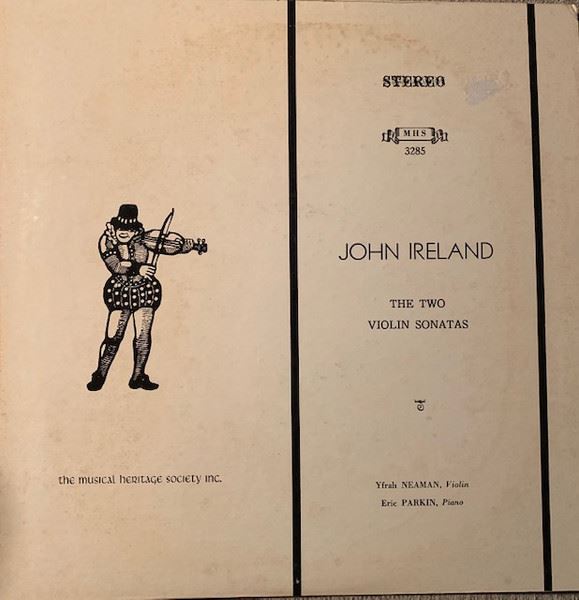 STEREO
MHS
3285
JOHN IRELAND
THE TWO
VIOLIN SONATAS
the musical heritage society inc.
Yfrah NEAMAN, Violin
Eric PARKIN, Piano